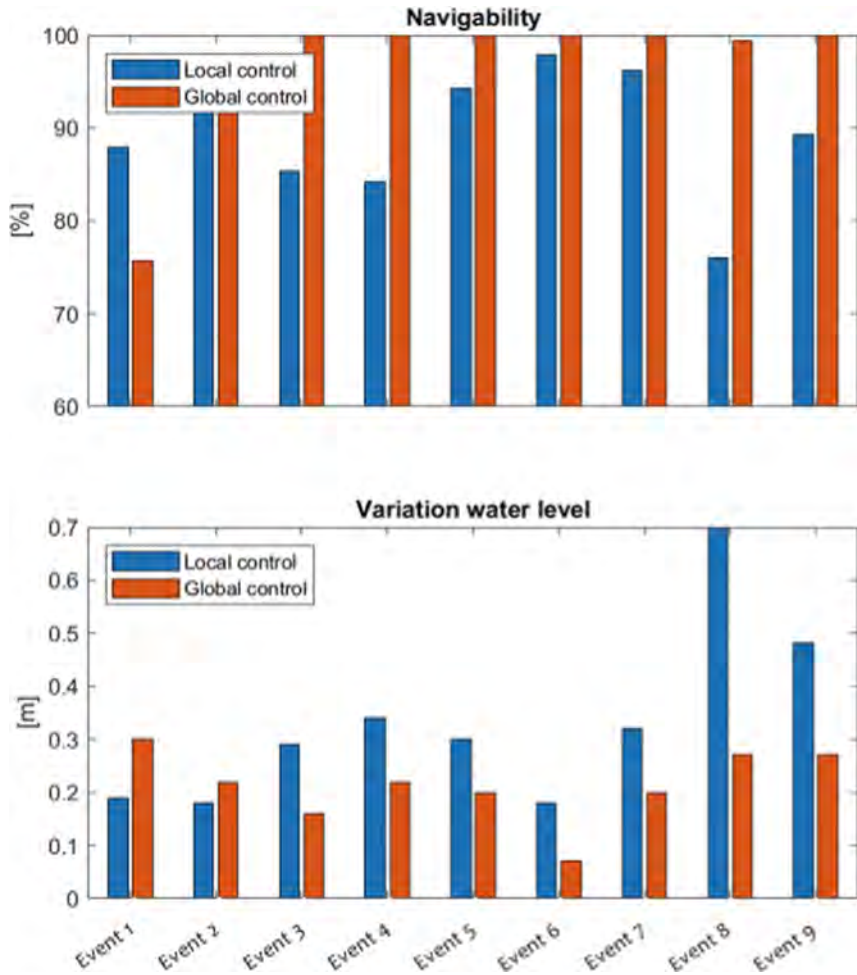 Navigability
100
90
80
70
60
[%]
Local control
Global control
Variation water level
0.7
0.6
0.5
0.4
0.3
0.2
0.1
0
[m]
Local control
Global control
Event 1
Event 2
Event 3
Event 4
Event 5
Event 6
Event 7
Event 8
Event 9